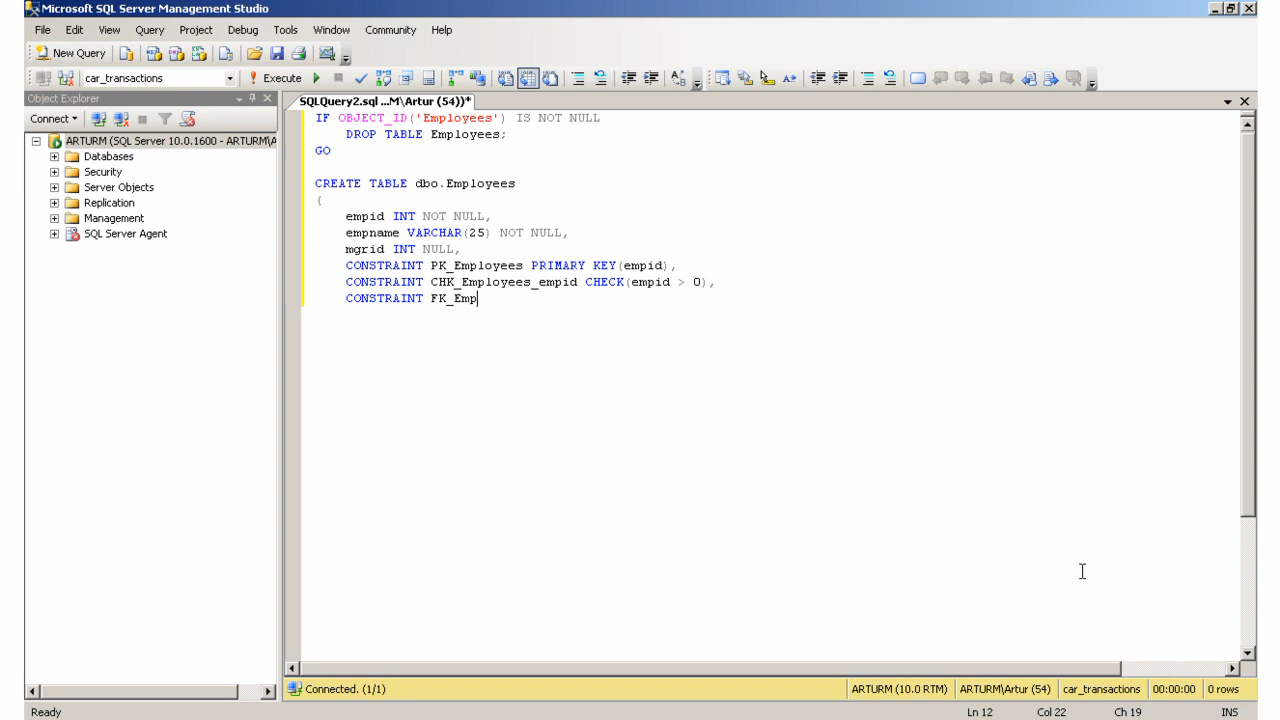 Microsoft SQL Server Management Studio
File Edit View Query Project Debug Tools Window Community Help
New Query
car_transactions Execute
Object Explorer
SQLQuery2.sql ...M\Artur (54))*
Connect
ARTURM (SQL Server 10.0.1600 - ARTURM\A
Databases
Security
Server Objects
Replication
Management
SQL Server Agent
IF OBJECT_ID('Employees') IS NOT NULL
DROP TABLE Employees;
GO
CREATE TABLE dbo.Employees
(
empid INT NOT NULL,
empname VARCHAR(25) NOT NULL,
mgrid INT NULL,
CONSTRAINT PK_Employees PRIMARY KEY(empid),
CONSTRAINT CHK_Employees_empid CHECK(empid > 0),
CONSTRAINT FK_Emp
Connected. (1/1) ARTURM (10.0 RTM) ARTURM\Artur (54) car_transactions 00:00:00 0 rows
Ready Ln 12 Col 22 Ch 19 INS